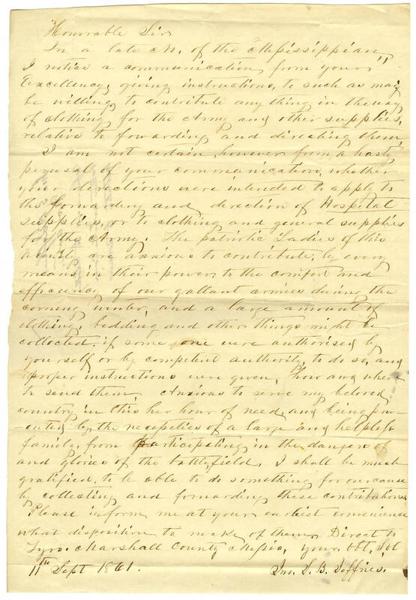 Honorable Sir
In a late No. of the Mississippian,
I notice a communication from your
Excellency, giving instructions, to such as may
be willing to contribute any thing in the way
of clothing for the Army and other supplies,
relative to forwarding and directing them,
I am not certain, however from a hasty
perusal of your communication, whether
your directions were intended to apply to
the forwarding and direction of Hospital
supplies, or to clothing and general supplies
for the Army. The patriotic Ladies of this
are anxious to contribute by every
means in their power, to the comfort and
efficiency of our gallant armies during the
coming winter, and a large amount of
clothing, bedding and other things might be
collected if some one were authorised by
yourself or by competent authority to do so, and
proper instructions were given, how and where
to send them. Anxious to serve my beloved
country in this her hour of need, and being
by the necessities of a large and helpless
family, from participating in the dangers of
and glories of the battlefield, I shall be much
gratified, to be able to do something for our cause
by collecting and forwarding these contributions
Please inform me at your earliest convenience
what disposition to make of them. Direct to
Tyro, Marshall County, Missi, your obt. svt
11th Sept 1861. Jno. S. B. Jeffries.